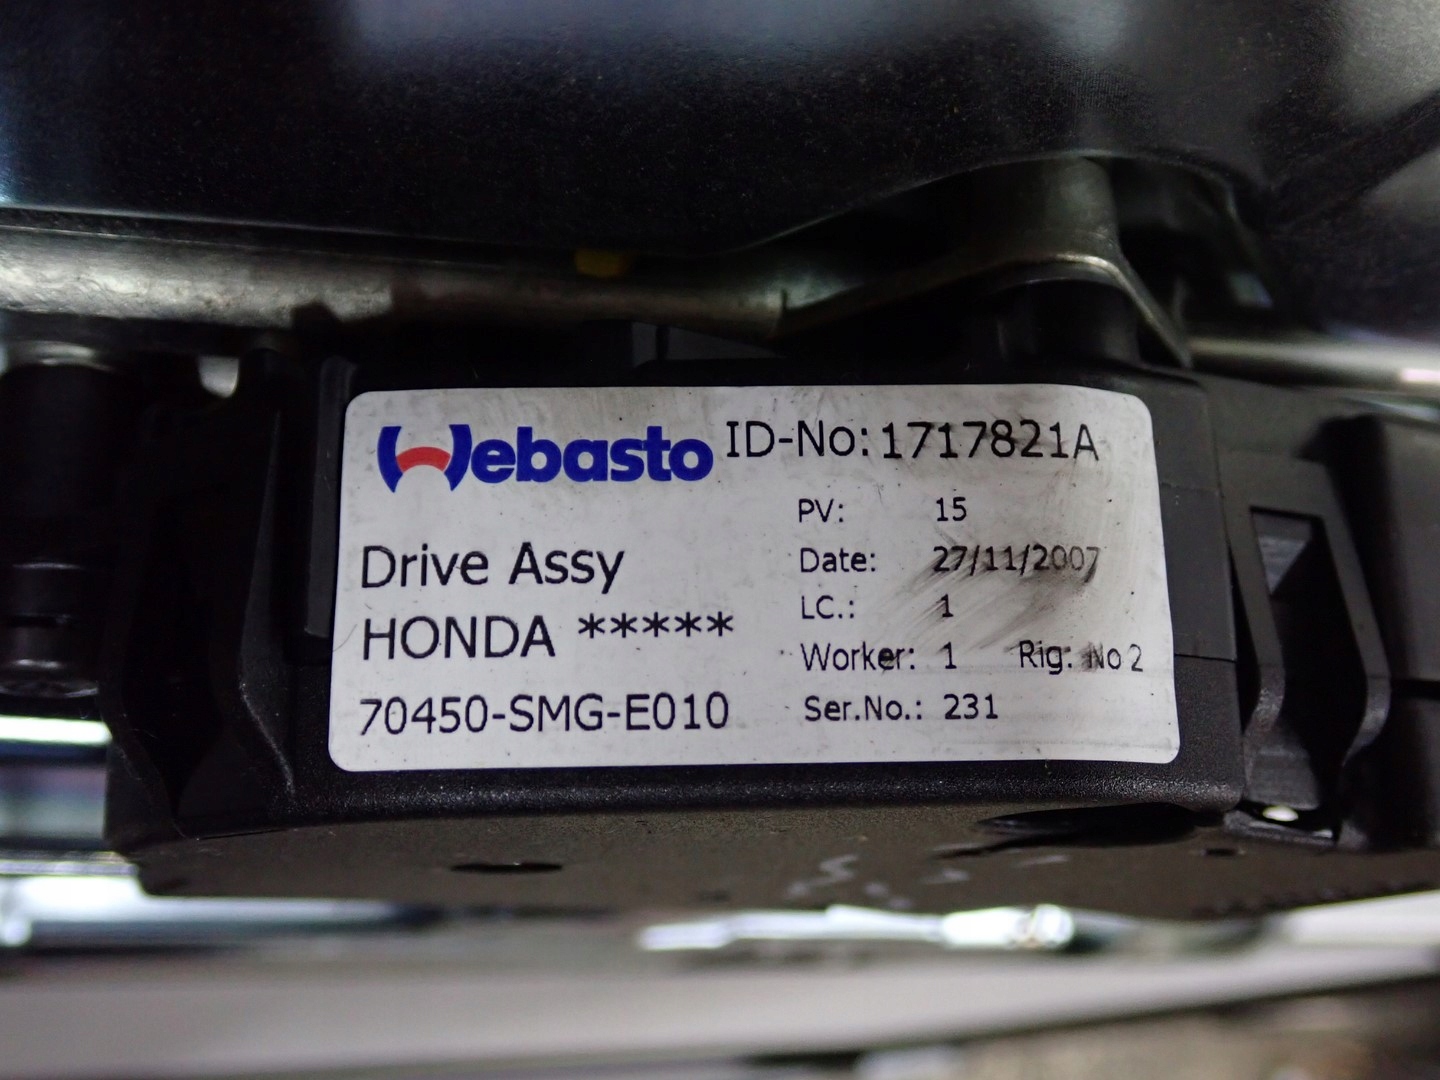 Webasto ID-No: 1717821A
PV: 15
Drive Assy Date: 27/11/2007
LC.: 1
HONDA ***** Worker: 1 Rig: No 2
70450-SMG-E010 Ser.No.: 231